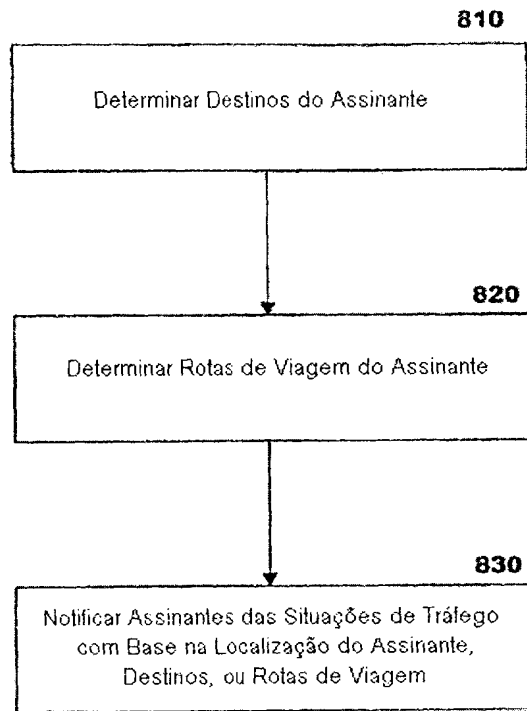 810
Determinar Destinos do Assinante
820
Determinar Rotas de Viagem do Assinante
830
Notificar Assinantes das Situações de Tráfego
com Base na Localização do Assinante,
Destinos, ou Rotas de Viagem